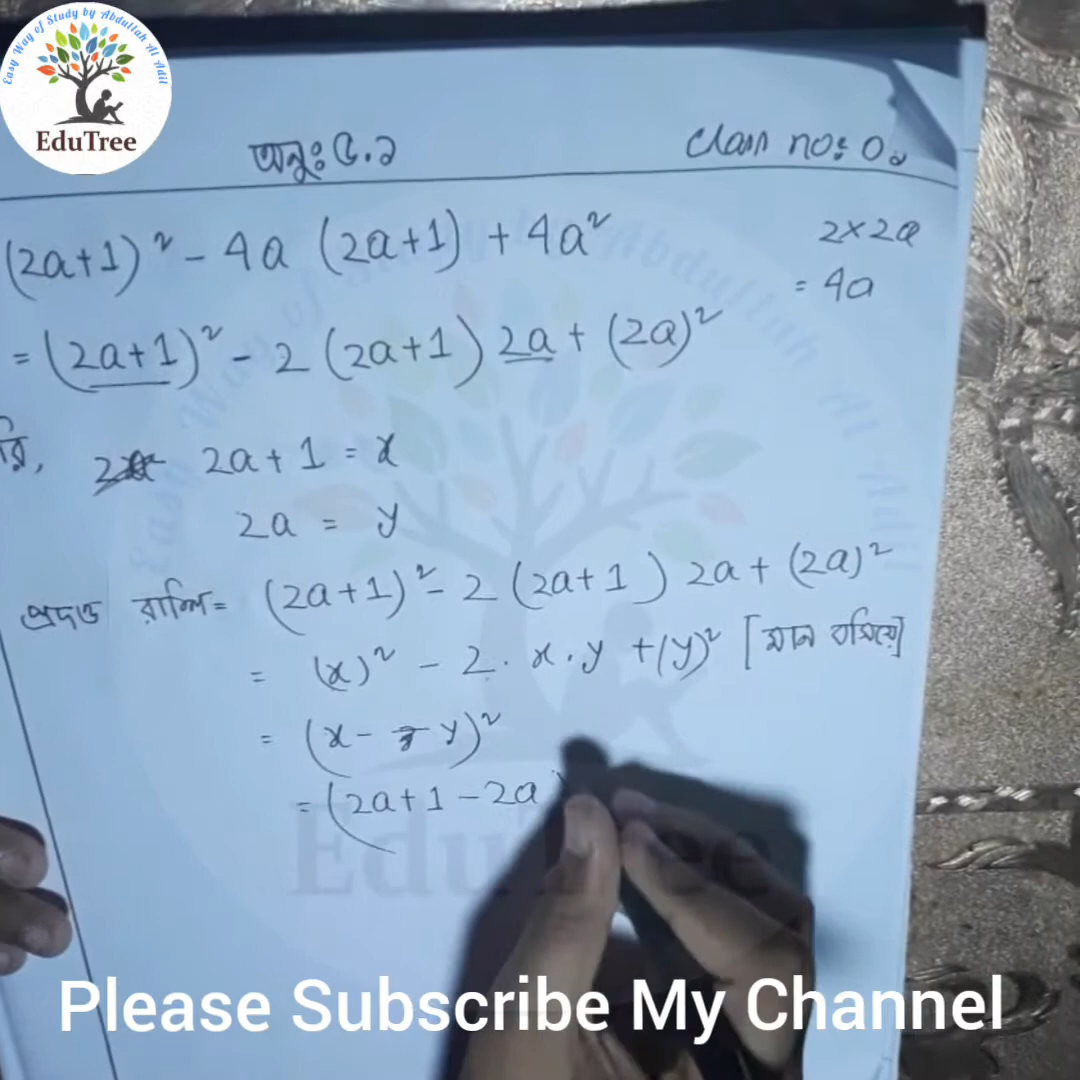 Easy Way of Study by Abdullah Al Adil
EduTree
অনুঃ ৫.১ Class no: 02
(2a+1)² - 4a (2a+1) + 4a²
2×2a
= 4a
= (2a+1)² - 2 (2a+1) 2a + (2a)²
রি, 2a+1 = x
2a = y
প্রদত্ত রাশি = (2a+1)² - 2 (2a+1) 2a + (2a)²
= (x)² - 2. x.y + (y)² [মান বসিয়ে]
= (x - y)²
= (2a+1-2a
EduTree
Please Subscribe My Channel